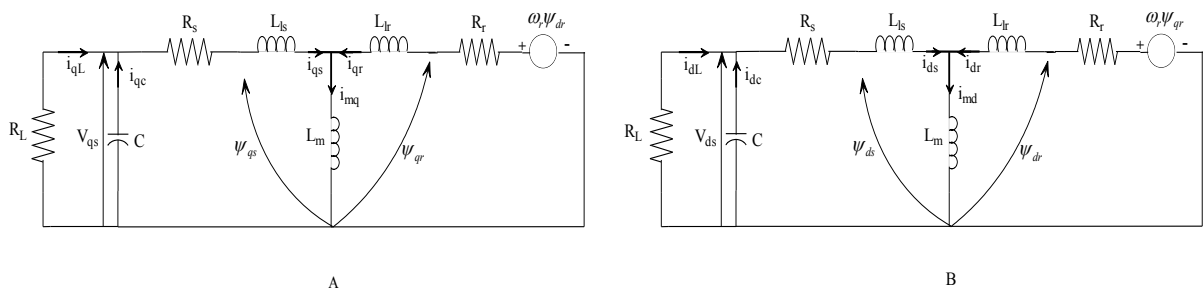 R_s
L_ls
L_lr
R_r
ω_rψ_dr
+
-
i_qL
i_qc
i_qs
i_qr
i_mq
R_L
V_qs
C
ψ_qs
L_m
ψ_qr
A
R_s
L_ls
L_lr
R_r
ω_rψ_qr
+
-
i_dL
i_dc
i_ds
i_dr
i_md
R_L
V_ds
C
ψ_ds
L_m
ψ_dr
B